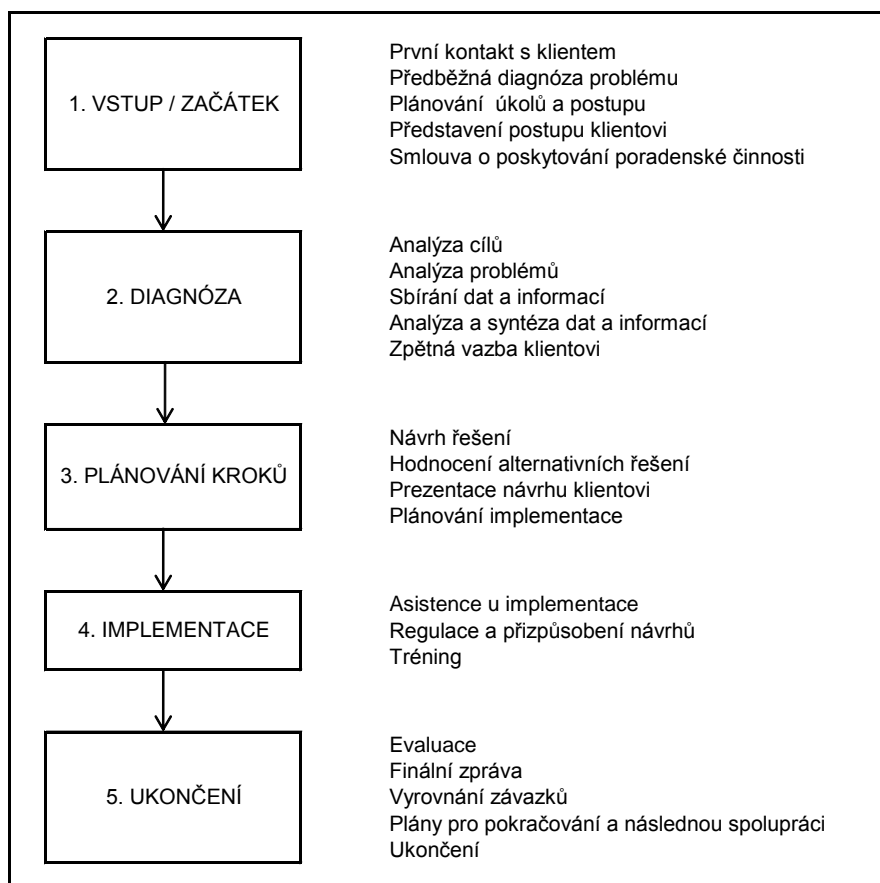 1. VSTUP / ZAČÁTEK
První kontakt s klientem
Předběžná diagnóza problému
Plánování úkolů a postupu
Představení postupu klientovi
Smlouva o poskytování poradenské činnosti
2. DIAGNÓZA
Analýza cílů
Analýza problémů
Sbírání dat a informací
Analýza a syntéza dat a informací
Zpětná vazba klientovi
3. PLÁNOVÁNÍ KROKŮ
Návrh řešení
Hodnocení alternativních řešení
Prezentace návrhu klientovi
Plánování implementace
4. IMPLEMENTACE
Asistence u implementace
Regulace a přizpůsobení návrhů
Tréning
5. UKONČENÍ
Evaluace
Finální zpráva
Vyrovnání závazků
Plány pro pokračování a následnou spolupráci
Ukončení